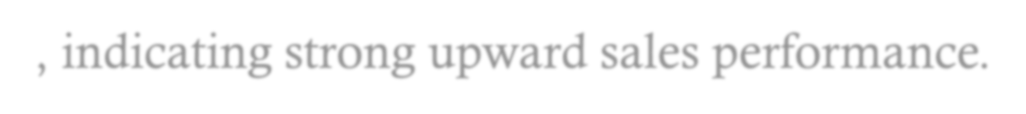 , indicating strong upward sales performance.